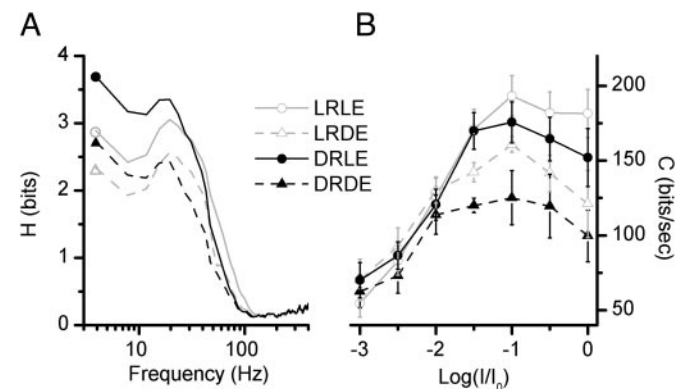 A
B
4
3
2
1
0
H (bits)
10
100
Frequency (Hz)
LRLE
LRDE
DRLE
DRDE
200
150
100
50
C (bits/sec)
-3
-2
-1
0
Log(I/I0)